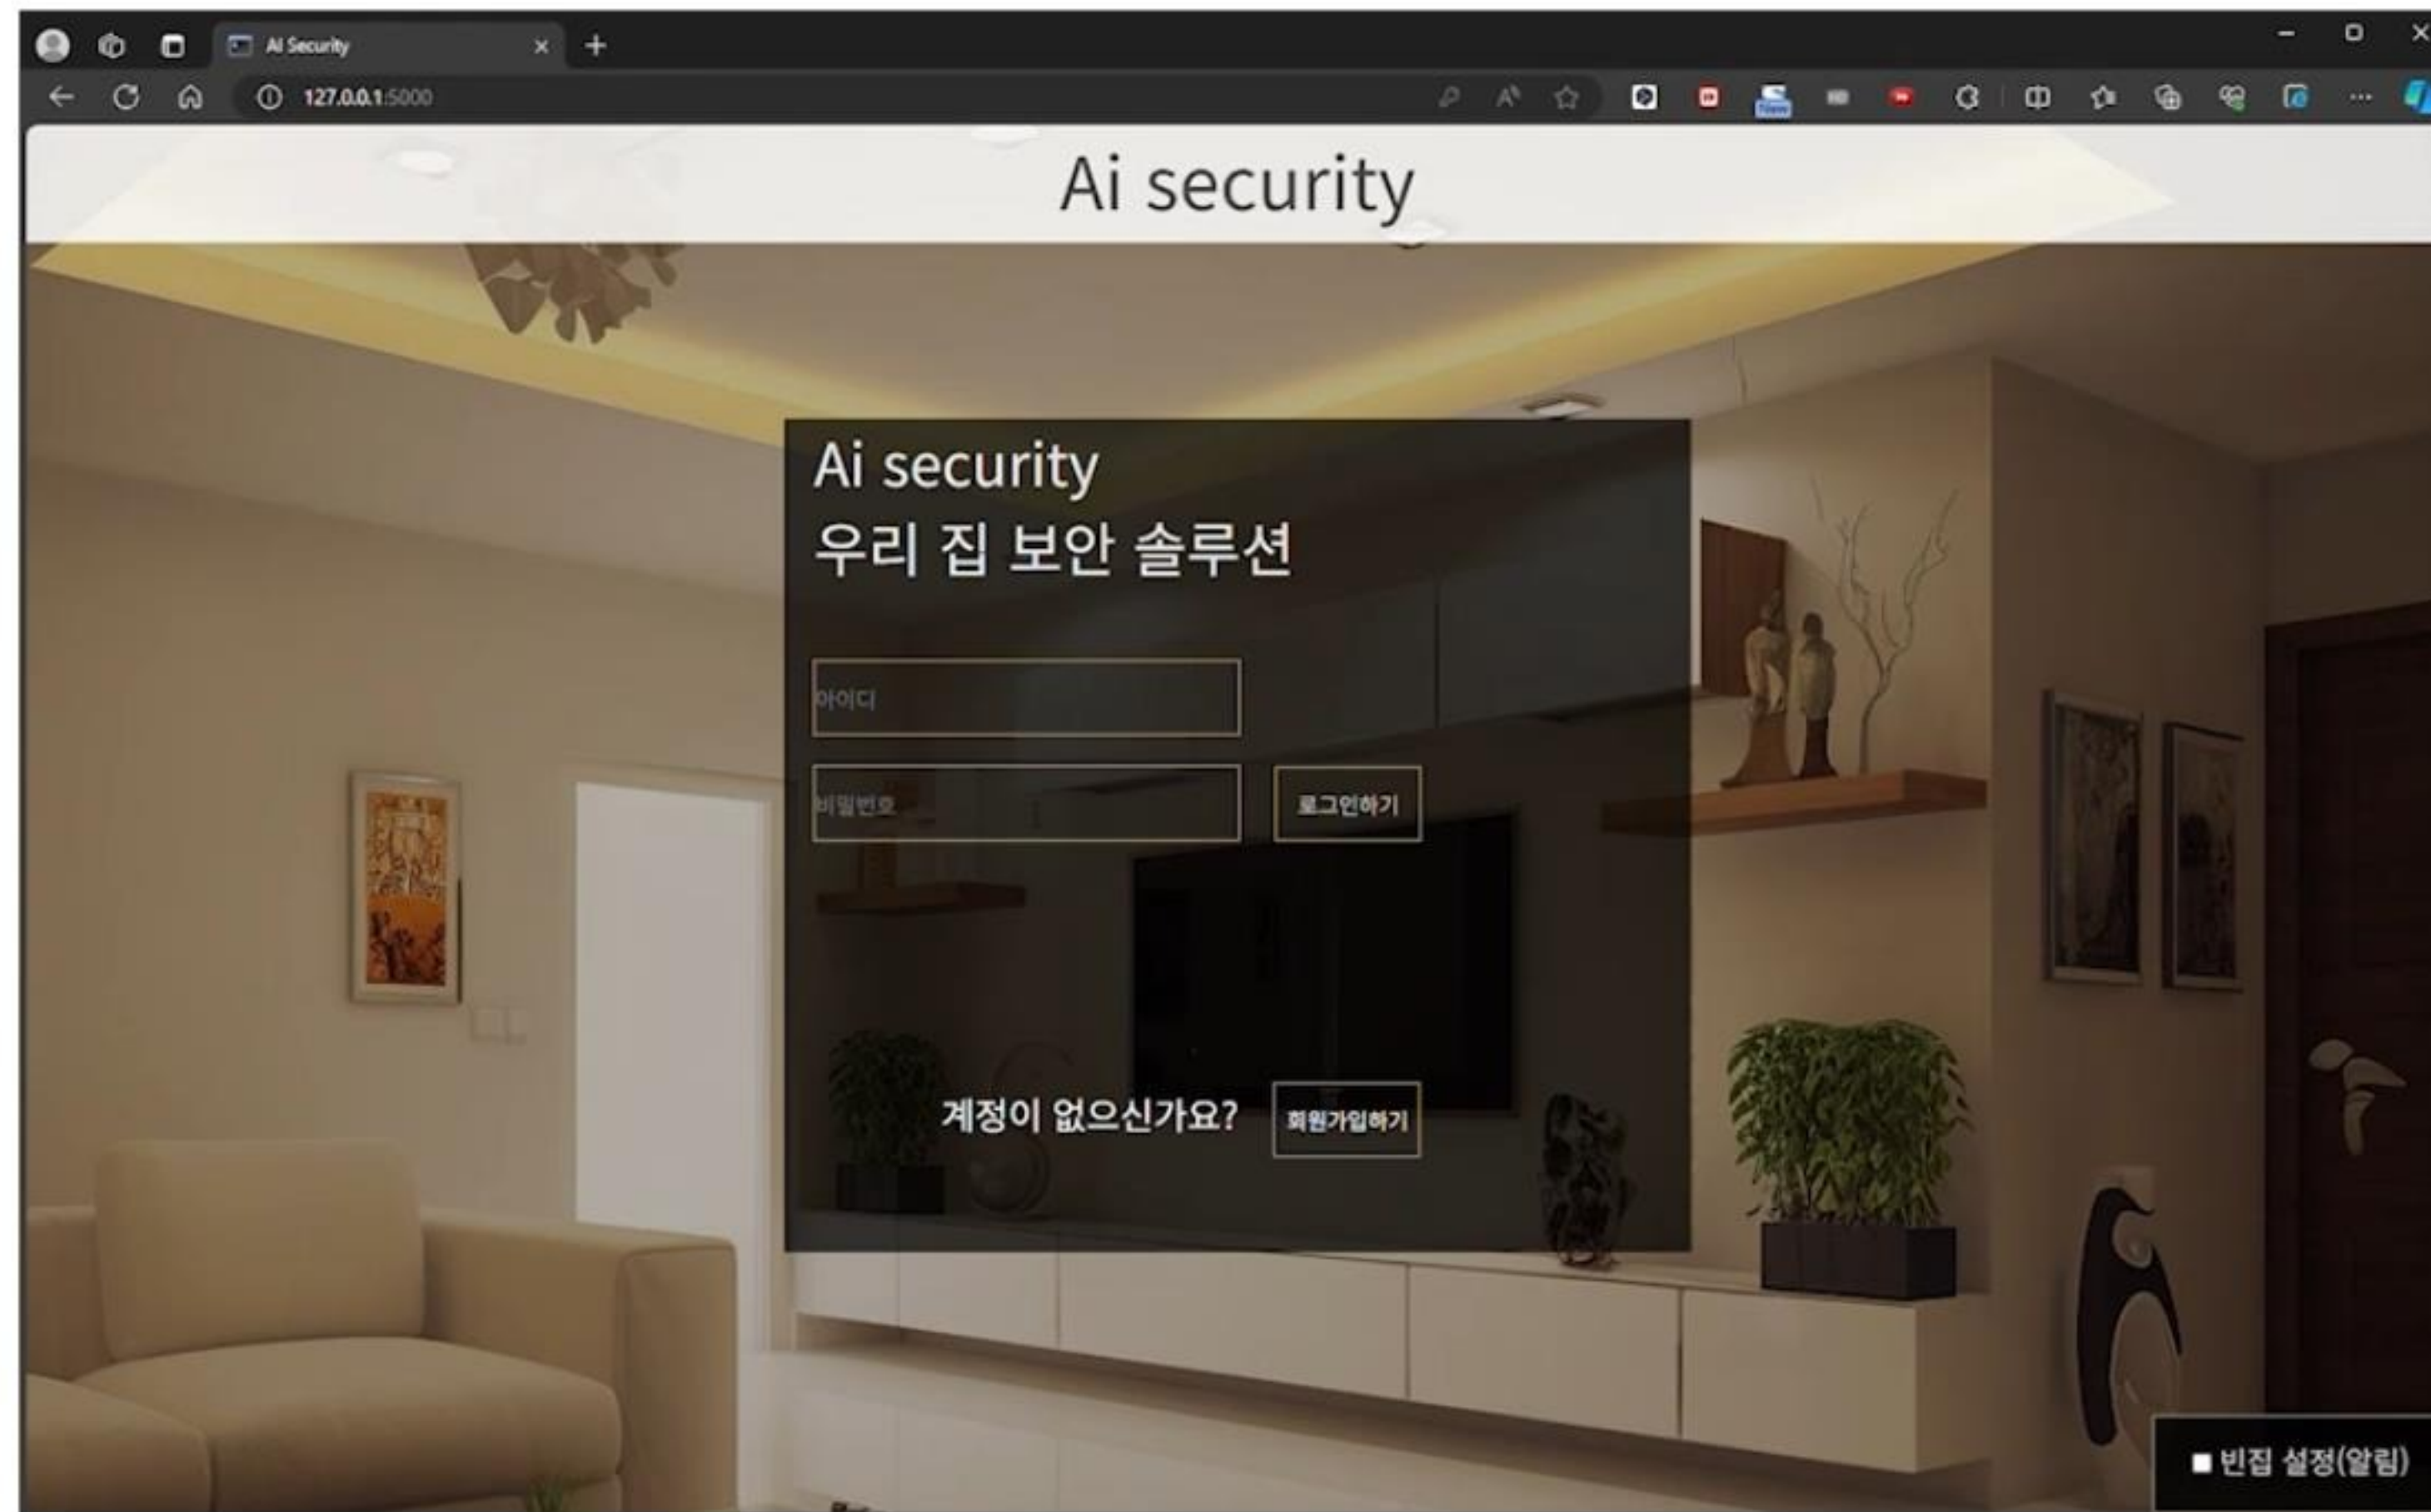 AI Security
127.0.0.1:5000
Ai security
Ai security
우리 집 보안 솔루션
아이디
비밀번호
로그인하기
계정이 없으신가요?
회원가입하기
빈집 설정(알림)